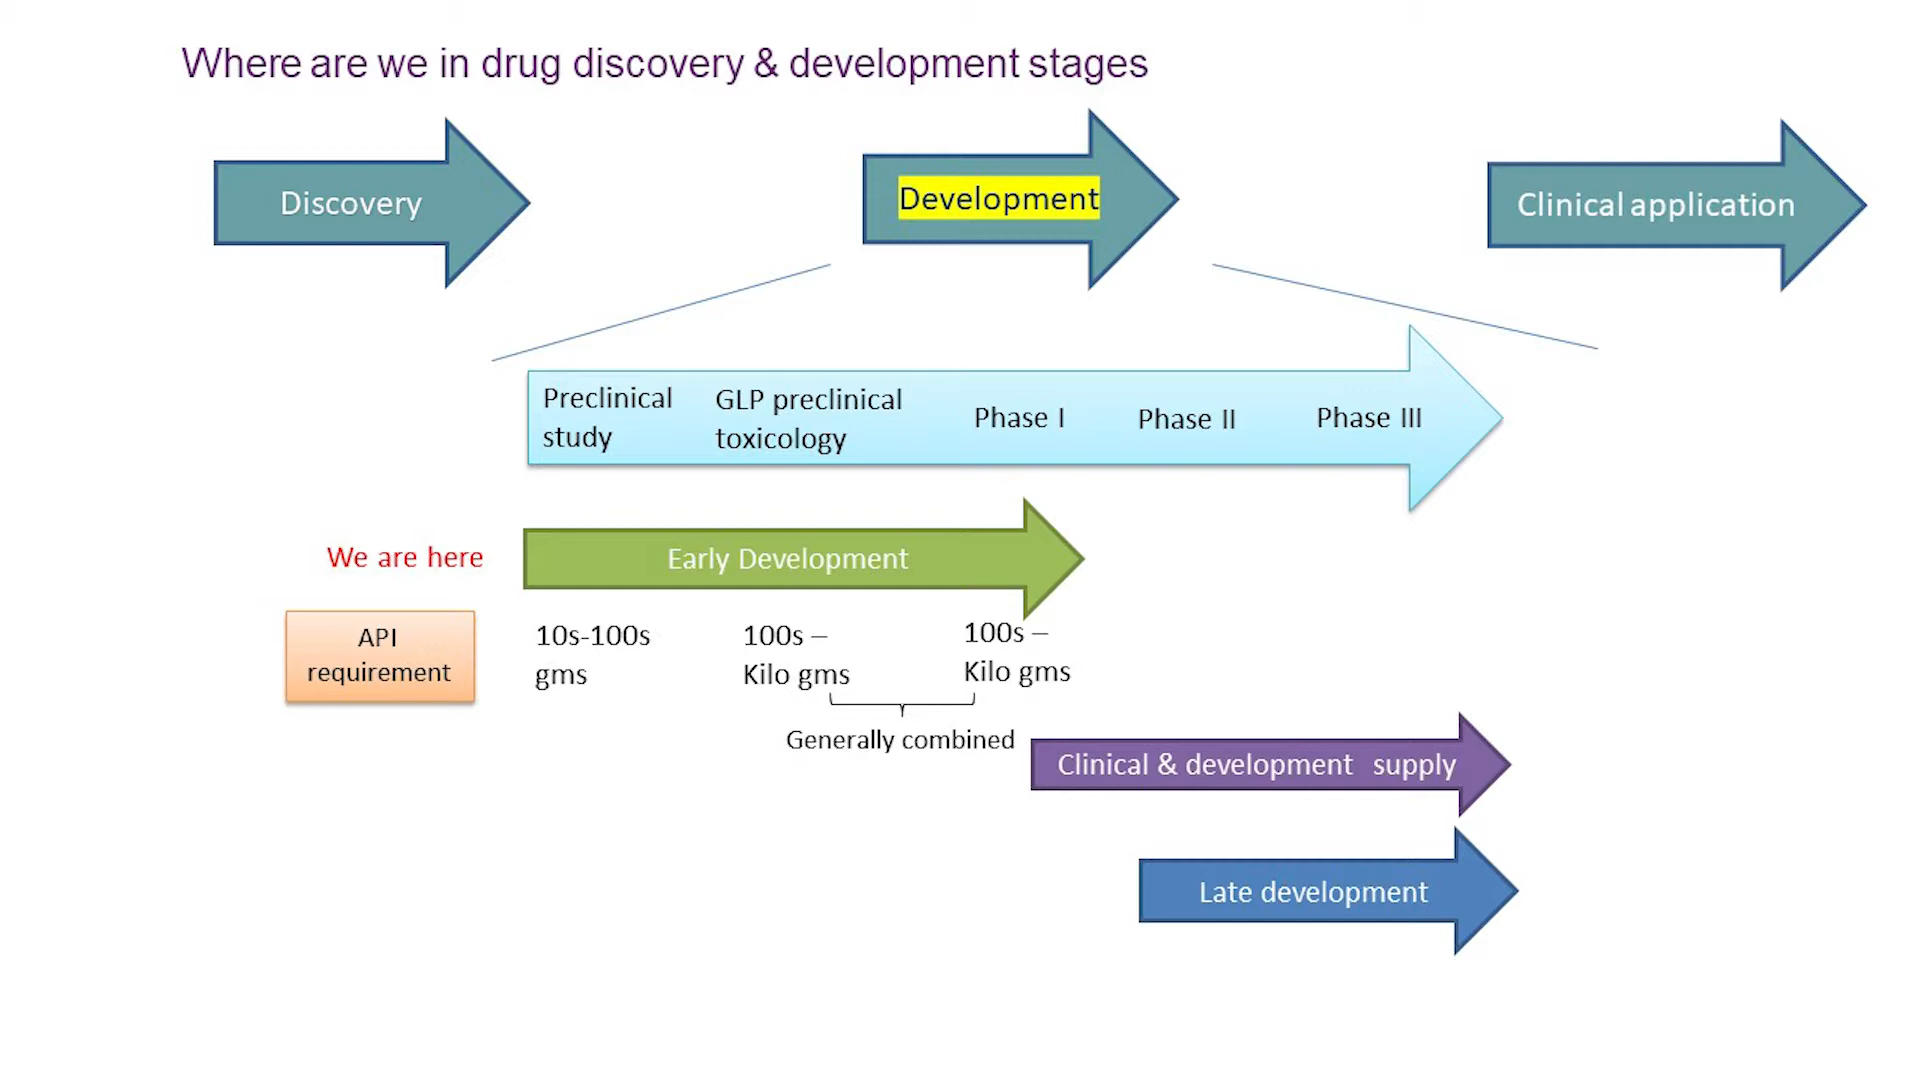 Where are we in drug discovery & development stages
Discovery
Development
Clinical application
Preclinical
study
GLP preclinical
toxicology
Phase I
Phase II
Phase III
We are here
Early Development
API
requirement
10s-100s
gms
100s –
Kilo gms
100s –
Kilo gms
Generally combined
Clinical & development supply
Late development